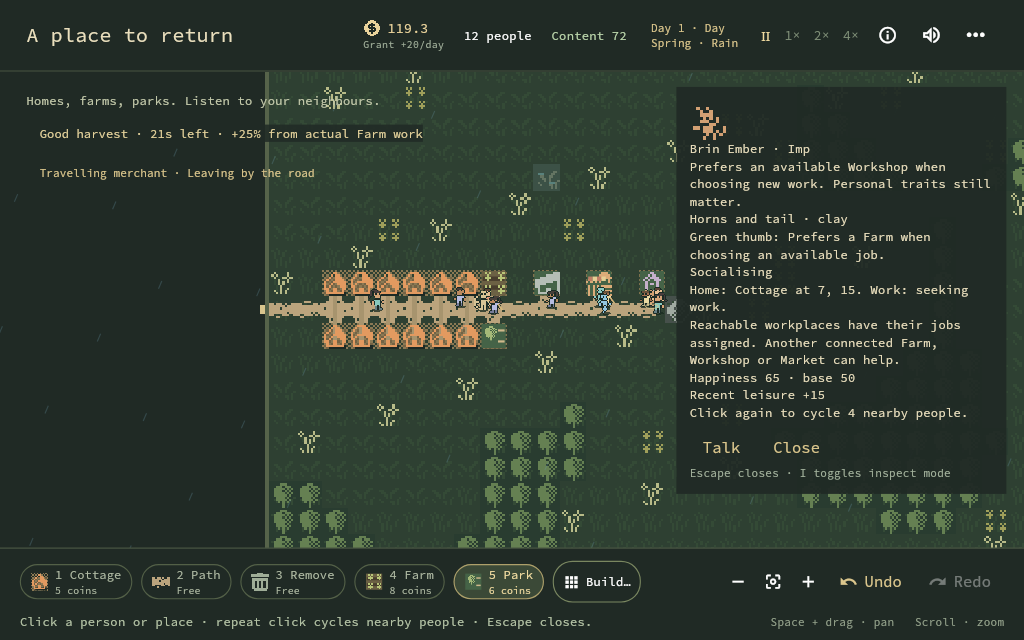 A place to return
119.3
Grant +20/day
12 people
Content 72
Day 1 · Day
Spring · Rain
II 1× 2× 4×
Homes, farms, parks. Listen to your neighbours.
Good harvest · 21s left · +25% from actual Farm work
Travelling merchant · Leaving by the road
Brin Ember · Imp
Prefers an available Workshop when
choosing new work. Personal traits still
matter.
Horns and tail · clay
Green thumb: Prefers a Farm when
choosing an available job.
Socialising
Home: Cottage at 7, 15. Work: seeking
work.
Reachable workplaces have their jobs
assigned. Another connected Farm,
Workshop or Market can help.
Happiness 65 · base 50
Recent leisure +15
Click again to cycle 4 nearby people.
Talk Close
Escape closes · I toggles inspect mode
1 Cottage
5 coins
2 Path
Free
3 Remove
Free
4 Farm
8 coins
5 Park
6 coins
Build…
Undo
Redo
Click a person or place · repeat click cycles nearby people · Escape closes.
Space + drag · pan Scroll · zoom